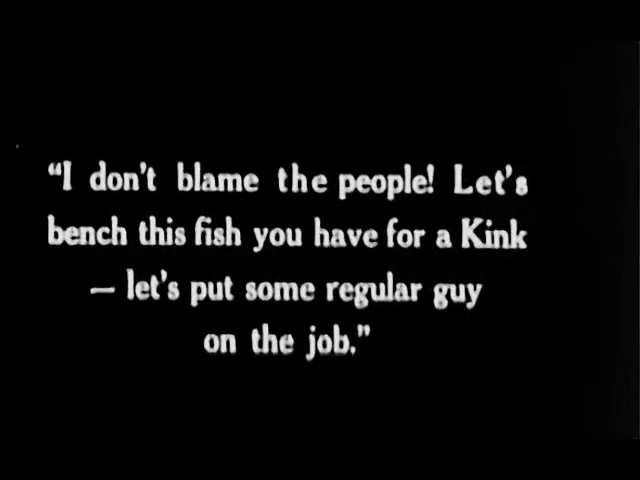 “I don't blame the people! Let's
bench this fish you have for a Kink
— let's put some regular guy
on the job.”